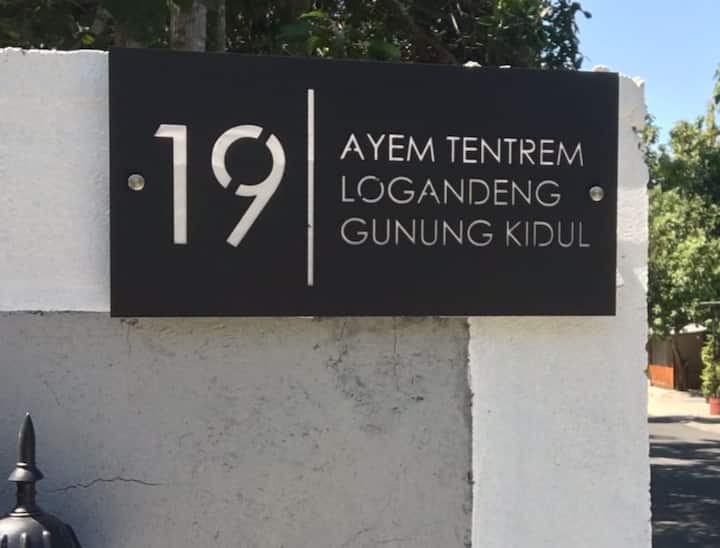 19
AYEM TENTREM
LOGANDENG
GUNUNG KIDUL